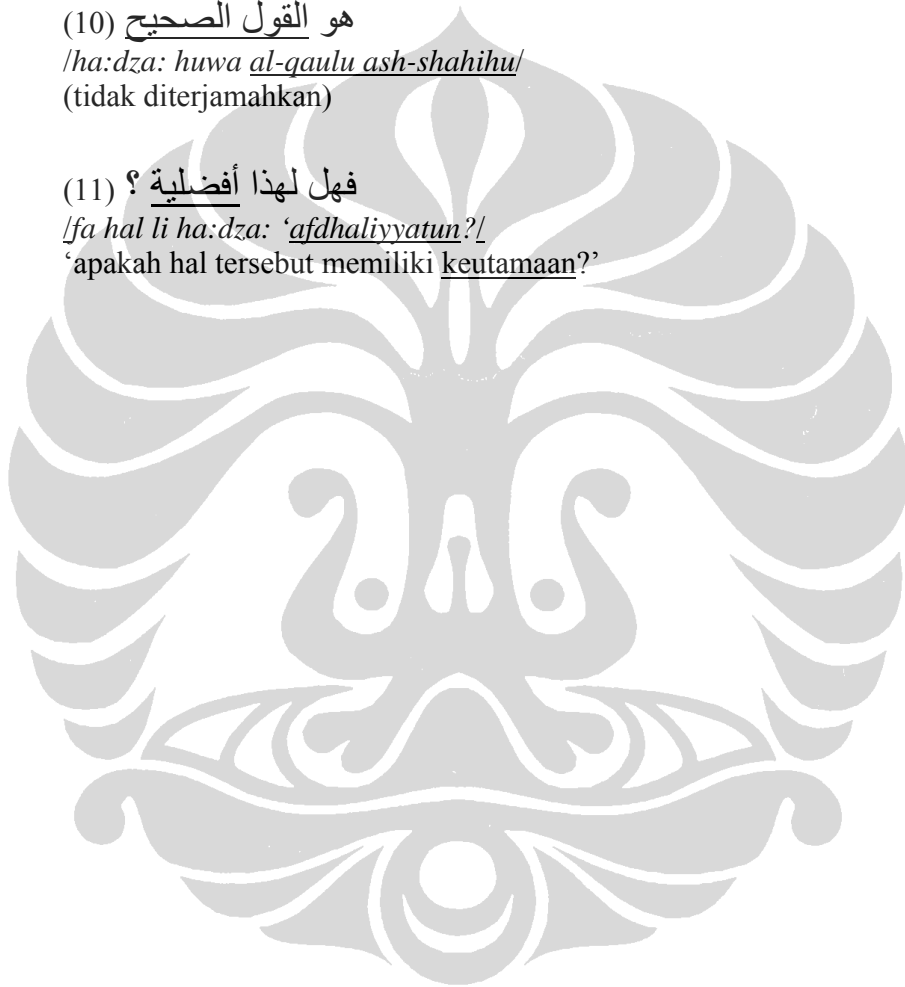 (10) هو القول الصحيح
/ha:dza: huwa al-qaulu ash-shahihu/
(tidak diterjamahkan)
(11) فهل لهذا أفضلية ؟
/fa hal li ha:dza: ‘afdhaliyyatun?/
‘apakah hal tersebut memiliki keutamaan?’